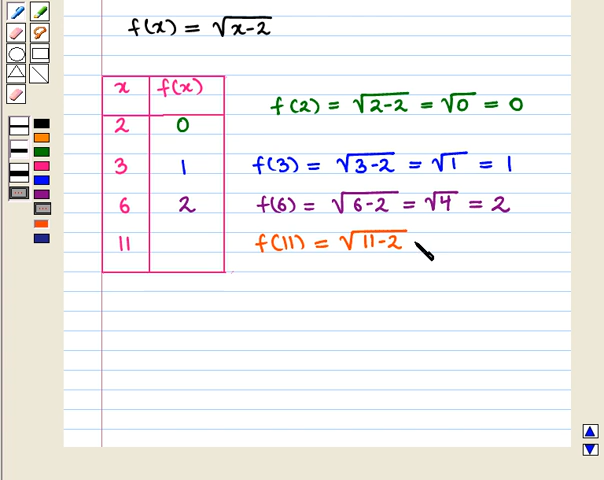 f(x) = √x-2
x f(x)
f(2) = √2-2 = √0 = 0
2 0
3 1 f(3) = √3-2 = √1 = 1
6 2 f(6) = √6-2 = √4 = 2
11 f(11) = √11-2